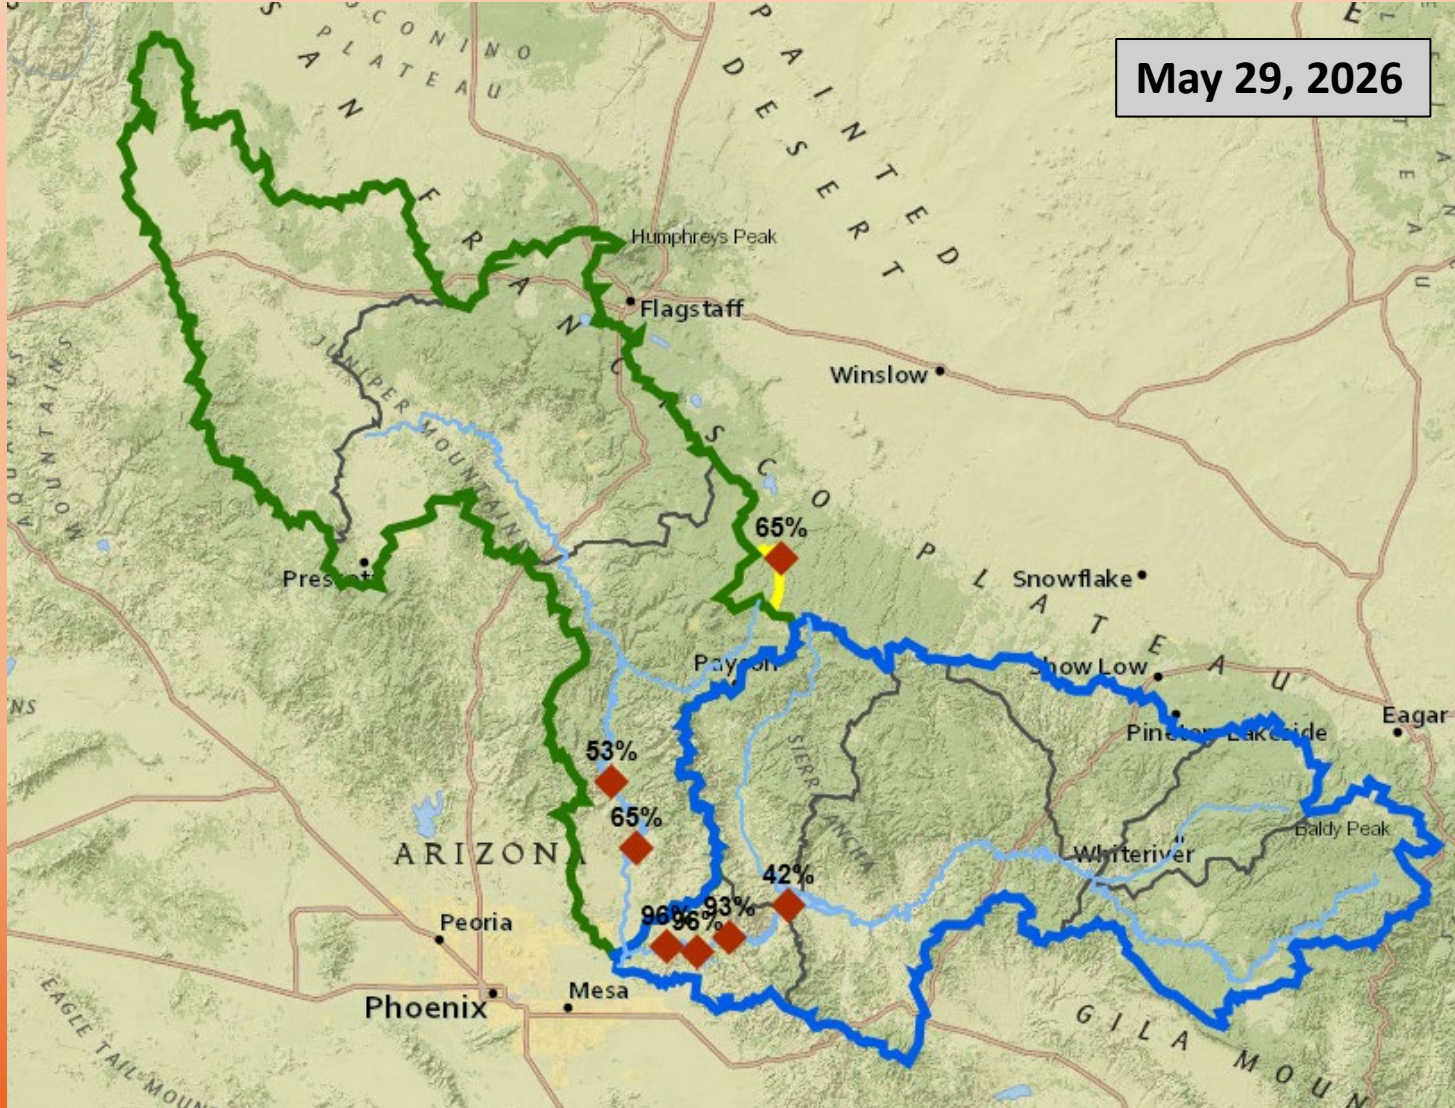 COCONINO
PLATEAU
PAINTED
DESERT
May 29, 2026
SAN FRANCISCO PLATEAU
Humphreys Peak
Flagstaff
JUNIPER MOUNTAINS
MOUNTAINS
Winslow
65%
Prescott
Snowflake
Payson
Show Low
NS
Eagar
Pinetop-Lakeside
53%
SIERRA ANCHA
65%
Baldy Peak
ARIZONA
Whiteriver
42%
93%
96%
96%
Peoria
Mesa
Phoenix
EAGLE TAIL MOUN
GILA MOUN